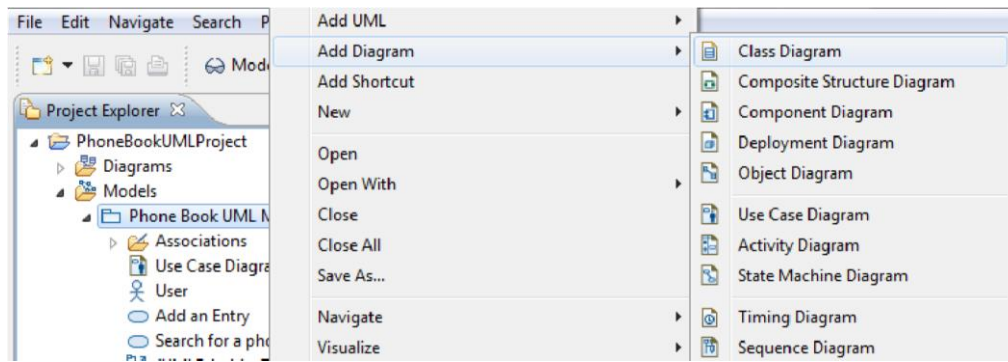 File Edit Navigate Search
Mode
Project Explorer
PhoneBookUMLProject
Diagrams
Models
Phone Book UML
Associations
Use Case Diagra
User
Add an Entry
Search for a pho
Add UML
Add Diagram
Add Shortcut
New
Open
Open With
Close
Close All
Save As...
Navigate
Visualize
Class Diagram
Composite Structure Diagram
Component Diagram
Deployment Diagram
Object Diagram
Use Case Diagram
Activity Diagram
State Machine Diagram
Timing Diagram
Sequence Diagram